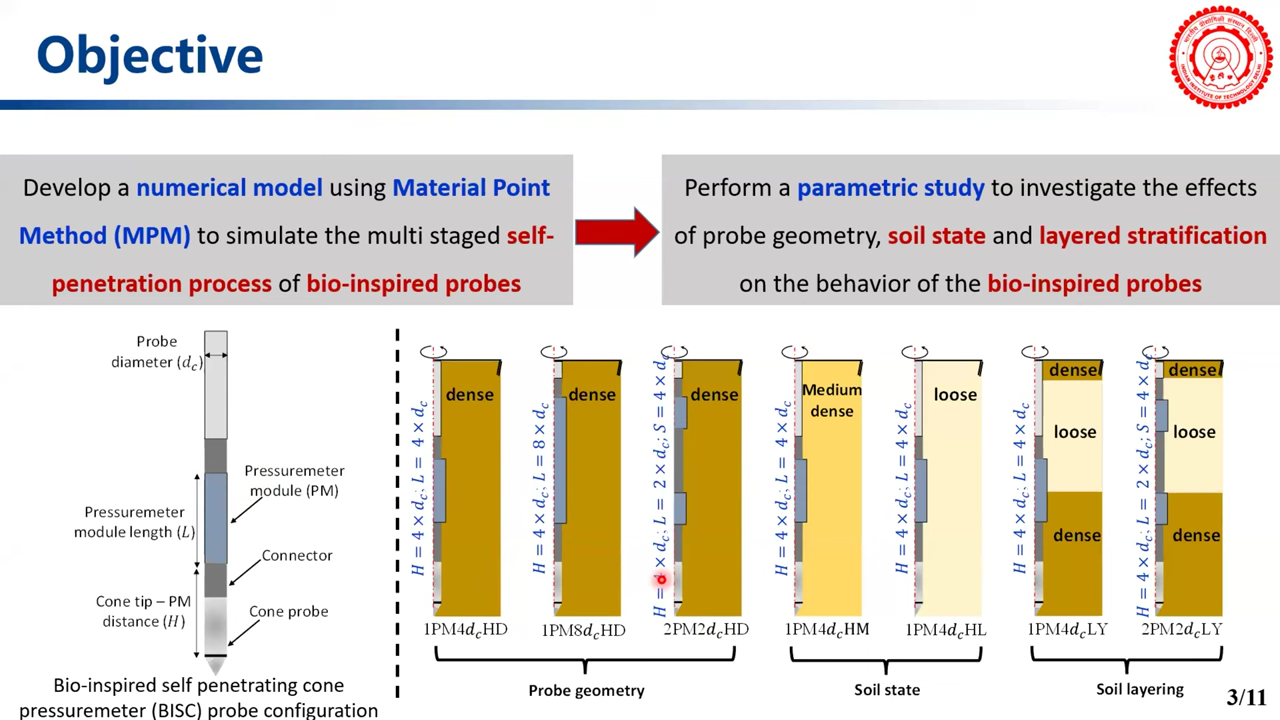 Objective
Develop a numerical model using Material Point
Method (MPM) to simulate the multi staged self-
penetration process of bio-inspired probes
Perform a parametric study to investigate the effects
of probe geometry, soil state and layered stratification
on the behavior of the bio-inspired probes
Probe
diameter (d_c)
Pressuremeter
module (PM)
Pressuremeter
module length (L)
Connector
Cone tip – PM
distance (H)
Cone probe
Bio-inspired self penetrating cone
pressuremeter (BISC) probe configuration
H = 4 × d_c; L = 4 × d_c
dense
1PM4d_cHD
H = 4 × d_c; L = 8 × d_c
dense
1PM8d_cHD
H = × d_c; L = 2 × d_c; S = 4 × d_c
dense
2PM2d_cHD
H = 4 × d_c; L = 4 × d_c
Medium
dense
1PM4d_cHM
H = 4 × d_c; L = 4 × d_c
loose
1PM4d_cHL
H = 4 × d_c; L = 4 × d_c
dense
loose
dense
1PM4d_cLY
H = 4 × d_c; L = 2 × d_c; S = 4 × d_c
dense
loose
dense
2PM2d_cLY
Probe geometry
Soil state
Soil layering
3/11